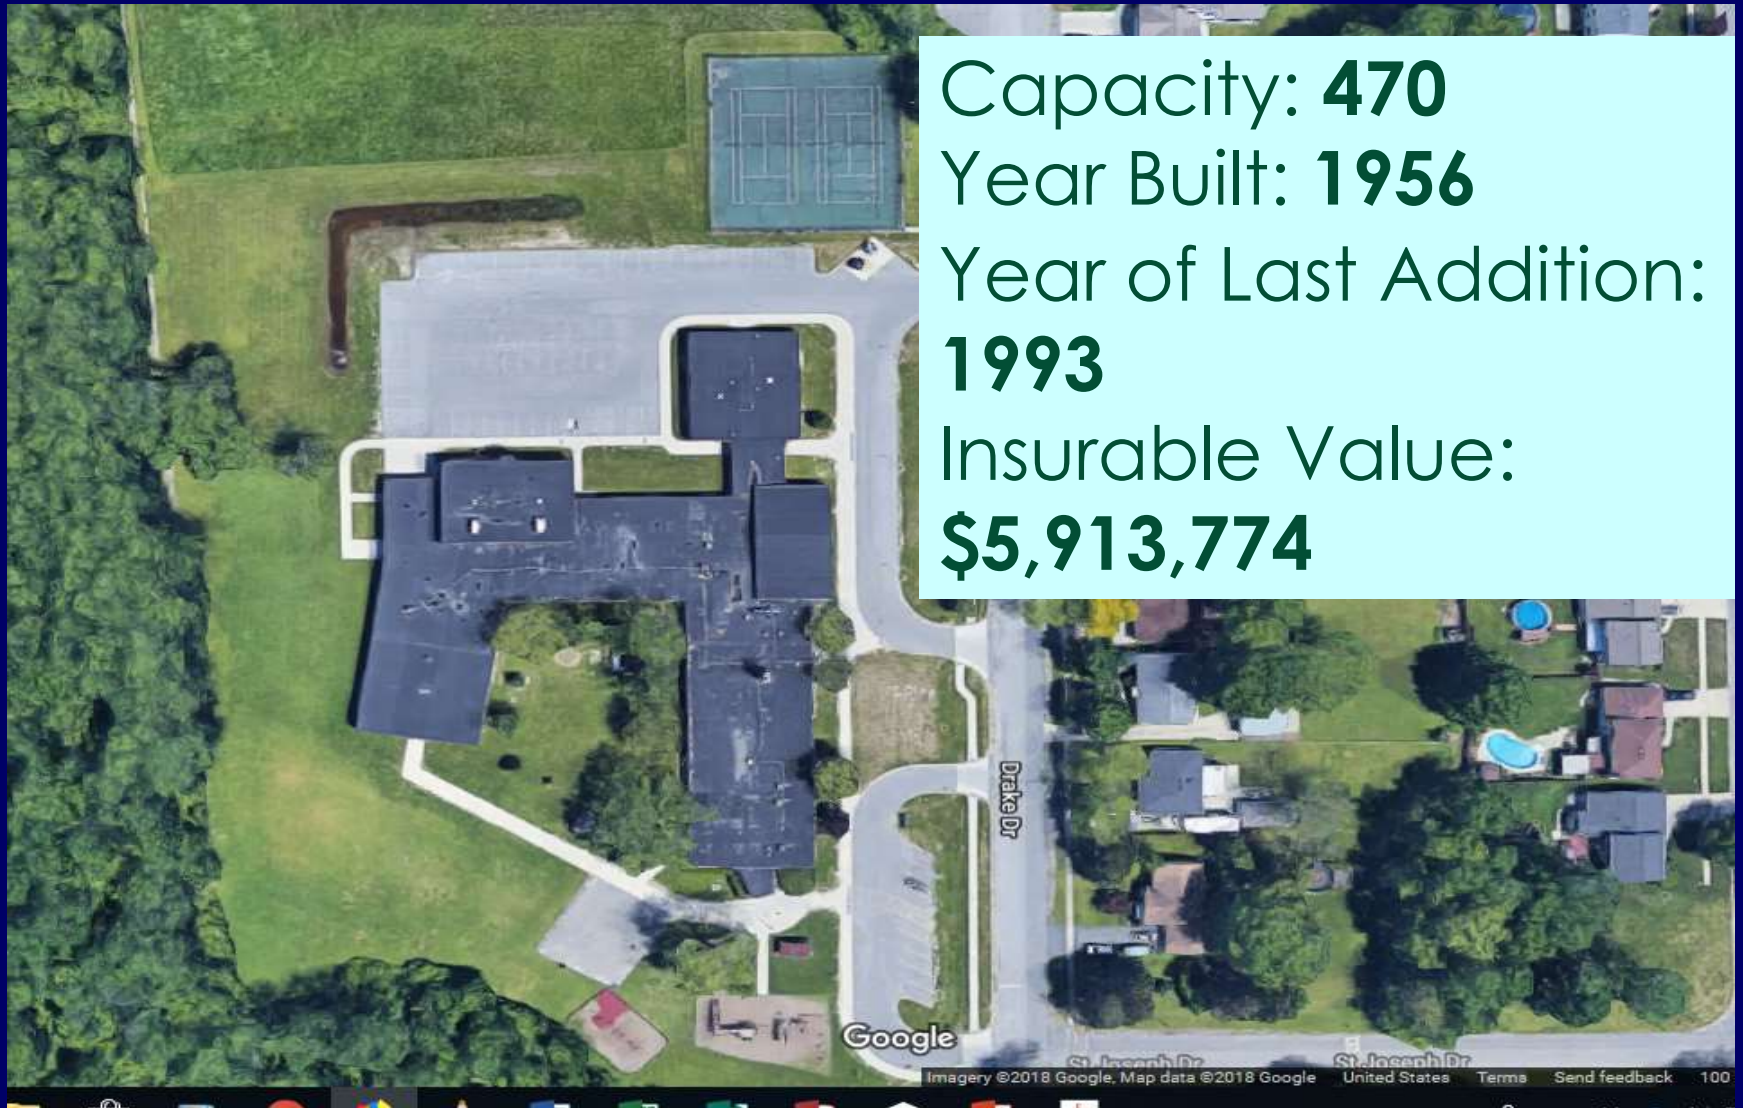 Capacity: 470
Year Built: 1956
Year of Last Addition:
1993
Insurable Value:
$5,913,774
Drake Dr
Google
St Joseph Dr
St Joseph Dr
Imagery ©2018 Google, Map data ©2018 Google United States Terms Send feedback 100